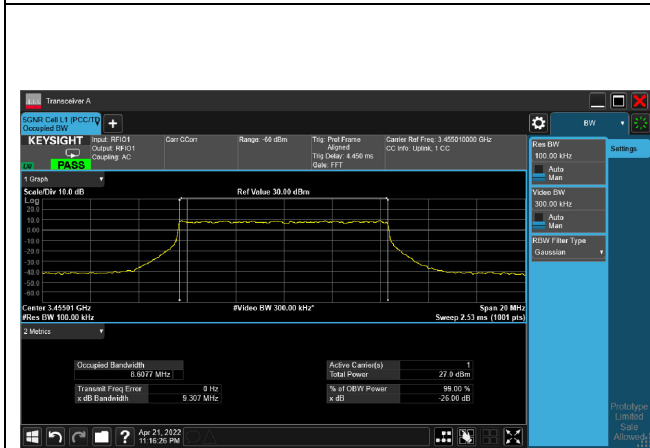 Transceiver A
5GNR Cell L1 (PCC/TD
Occupied BW
+
BW
KEYSIGHT
Input: RFIO1
Output: RFIO1
Coupling: AC
Corr CCorr
Range: -60 dBm
Trig: Prot Frame
Aligned
Trig Delay: 4.450 ms
Gate: FFT
Carrier Ref Freq: 3.455010000 GHz
CC Info: Uplink, 1 CC
PASS
Res BW
100.00 kHz
Auto
Man
Settings
Video BW
300.00 kHz
Auto
Man
RBW Filter Type
Gaussian
1 Graph
Scale/Div 10.0 dB
Ref Value 30.00 dBm
Log
20.0
10.0
0.00
-10.0
-20.0
-30.0
-40.0
-50.0
-60.0
Center 3.45501 GHz
#Video BW 300.00 kHz*
Span 20 MHz
#Res BW 100.00 kHz
Sweep 2.53 ms (1001 pts)
2 Metrics
Occupied Bandwidth
8.6077 MHz
Active Carrier(s) 1
Total Power 27.0 dBm
Transmit Freq Error 0 Hz
% of OBW Power 99.00 %
x dB Bandwidth 9.307 MHz
x dB -26.00 dB
Prototype
Limited
Sale
Allowed
?
Apr 21, 2022
11:16:26 PM